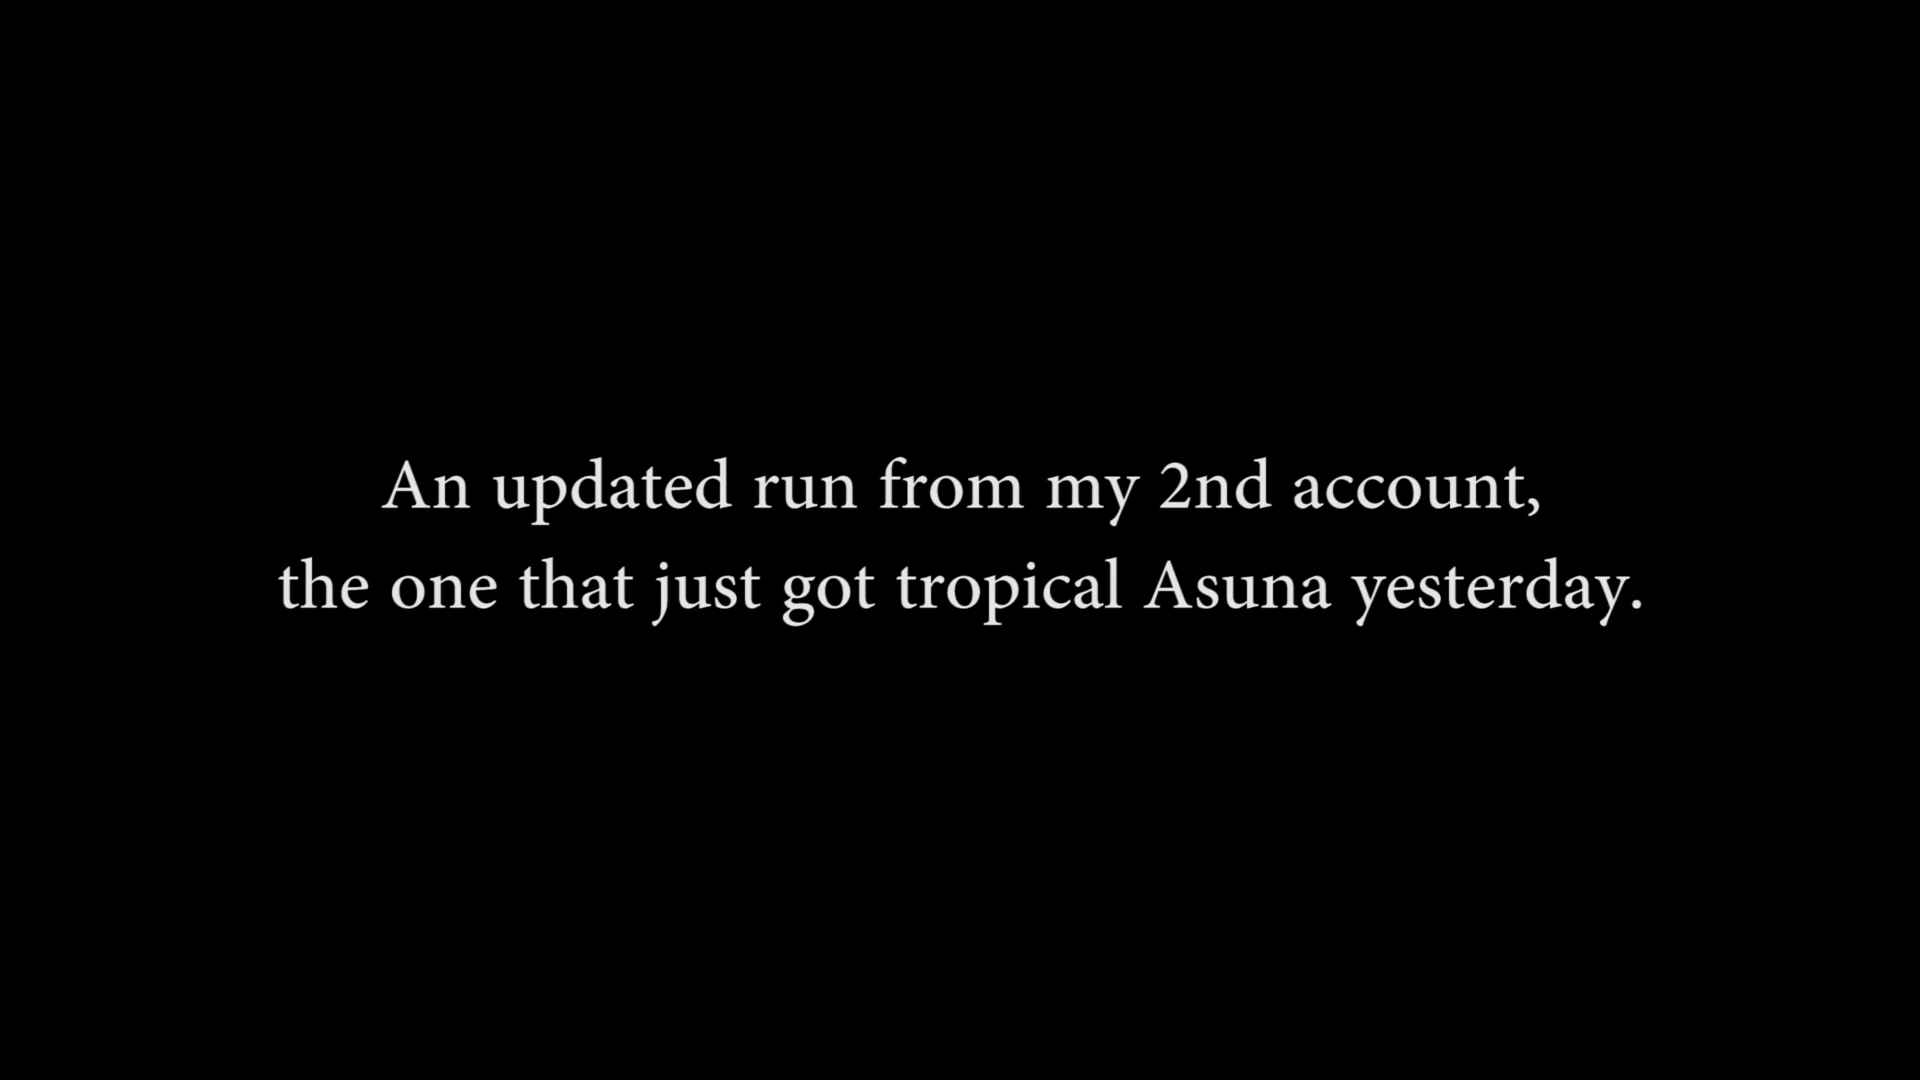 An updated run from my 2nd account,
the one that just got tropical Asuna yesterday.